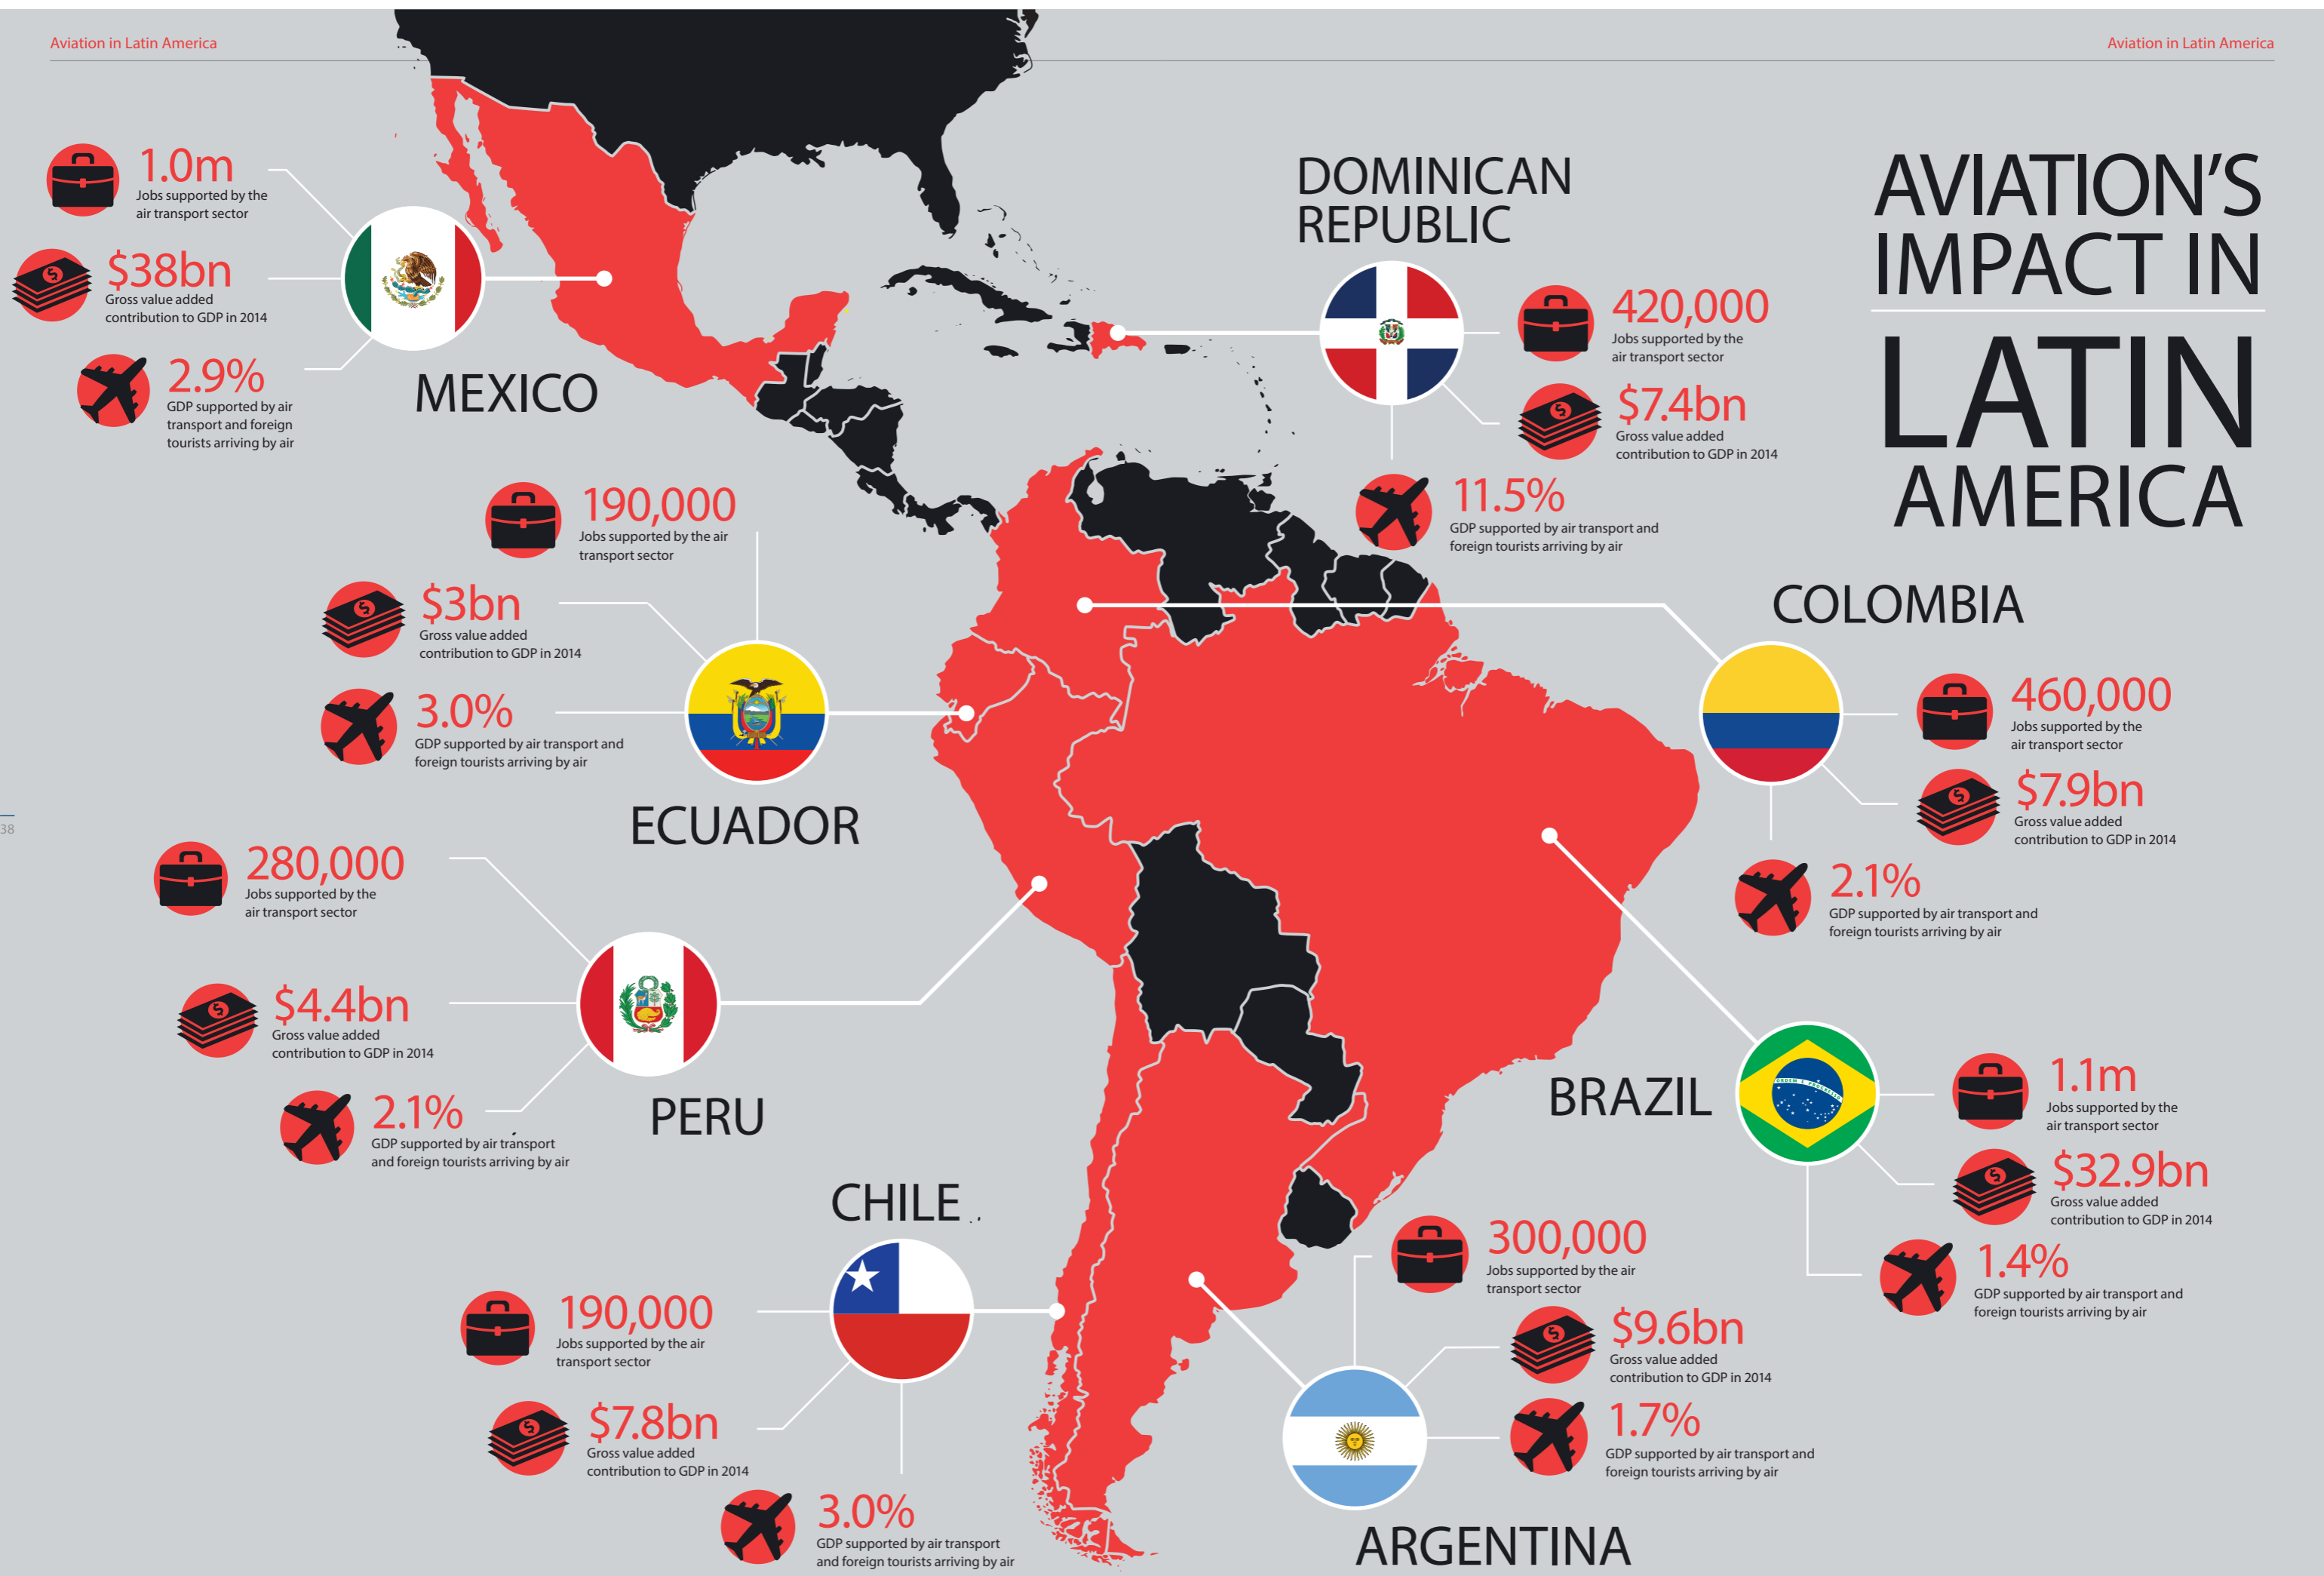 Aviation in Latin America
Aviation in Latin America
AVIATION'S
IMPACT IN
LATIN
AMERICA
1.0m
Jobs supported by the
air transport sector
$38bn
Gross value added
contribution to GDP in 2014
2.9%
GDP supported by air
transport and foreign
tourists arriving by air
MEXICO
DOMINICAN
REPUBLIC
420,000
Jobs supported by the
air transport sector
$7.4bn
Gross value added
contribution to GDP in 2014
11.5%
GDP supported by air transport and
foreign tourists arriving by air
190,000
Jobs supported by the air
transport sector
$3bn
Gross value added
contribution to GDP in 2014
3.0%
GDP supported by air transport and
foreign tourists arriving by air
ECUADOR
COLOMBIA
460,000
Jobs supported by the
air transport sector
$7.9bn
Gross value added
contribution to GDP in 2014
2.1%
GDP supported by air transport and
foreign tourists arriving by air
38
280,000
Jobs supported by the
air transport sector
$4.4bn
Gross value added
contribution to GDP in 2014
2.1%
GDP supported by air transport
and foreign tourists arriving by air
PERU
BRAZIL
ORDEM E PROGRESSO
1.1m
Jobs supported by the
air transport sector
$32.9bn
Gross value added
contribution to GDP in 2014
1.4%
GDP supported by air transport and
foreign tourists arriving by air
CHILE
190,000
Jobs supported by the air
transport sector
$7.8bn
Gross value added
contribution to GDP in 2014
3.0%
GDP supported by air transport
and foreign tourists arriving by air
300,000
Jobs supported by the air
transport sector
$9.6bn
Gross value added
contribution to GDP in 2014
1.7%
GDP supported by air transport and
foreign tourists arriving by air
ARGENTINA